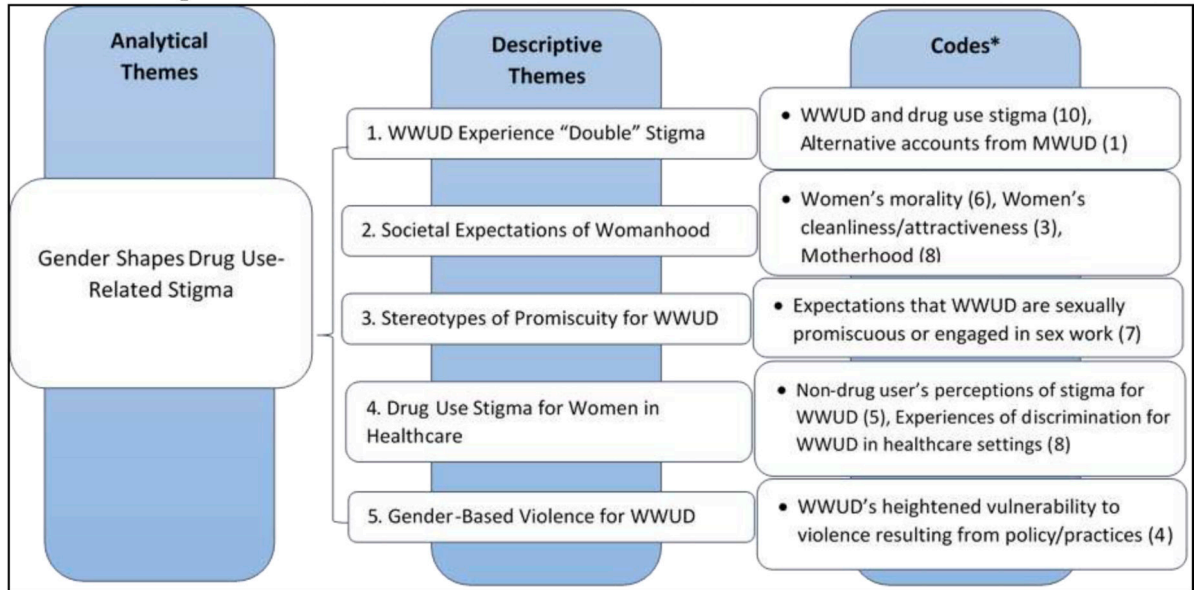 Analytical
Themes
Gender Shapes Drug Use-
Related Stigma
Descriptive
Themes
1. WWUD Experience “Double” Stigma
2. Societal Expectations of Womanhood
3. Stereotypes of Promiscuity for WWUD
4. Drug Use Stigma for Women in
Healthcare
5. Gender-Based Violence for WWUD
Codes*
• WWUD and drug use stigma (10),
Alternative accounts from MWUD (1)
• Women’s morality (6), Women’s
cleanliness/attractiveness (3),
Motherhood (8)
• Expectations that WWUD are sexually
promiscuous or engaged in sex work (7)
• Non-drug user’s perceptions of stigma for
WWUD (5), Experiences of discrimination for
WWUD in healthcare settings (8)
• WWUD’s heightened vulnerability to
violence resulting from policy/practices (4)